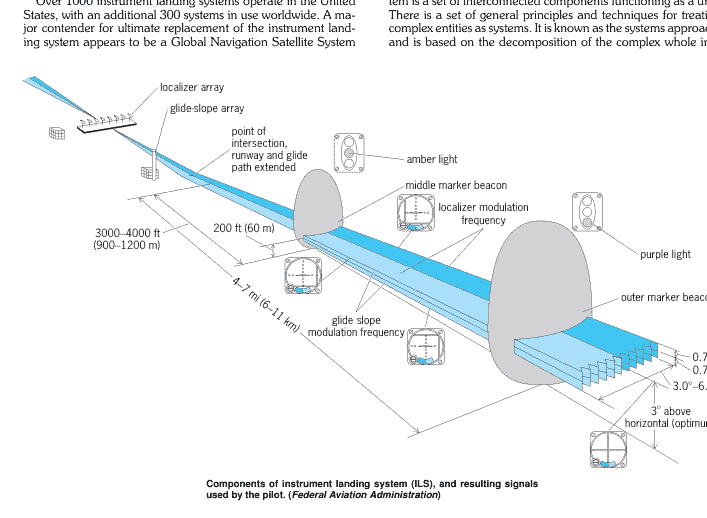 Over 1000 instrument landing systems operate in the United
States, with an additional 300 systems in use worldwide. A ma-
jor contender for ultimate replacement of the instrument land-
ing system appears to be a Global Navigation Satellite System
tem is a set of interconnected components functioning as a
There is a set of general principles and techniques for
complex entities as systems. It is known as the systems
and is based on the decomposition of the complex whole
localizer array
glide-slope array
point of
intersection,
runway and glide
path extended
amber light
middle marker beacon
localizer modulation
frequency
3000–4000 ft
(900–1200 m)
200 ft (60 m)
purple light
4–7 mi (6–11 km)
glide slope
modulation frequency
outer marker
0.7
0.7
3.0°–6.
3° above
horizontal
Components of instrument landing system (ILS), and resulting signals
used by the pilot. (Federal Aviation Administration)